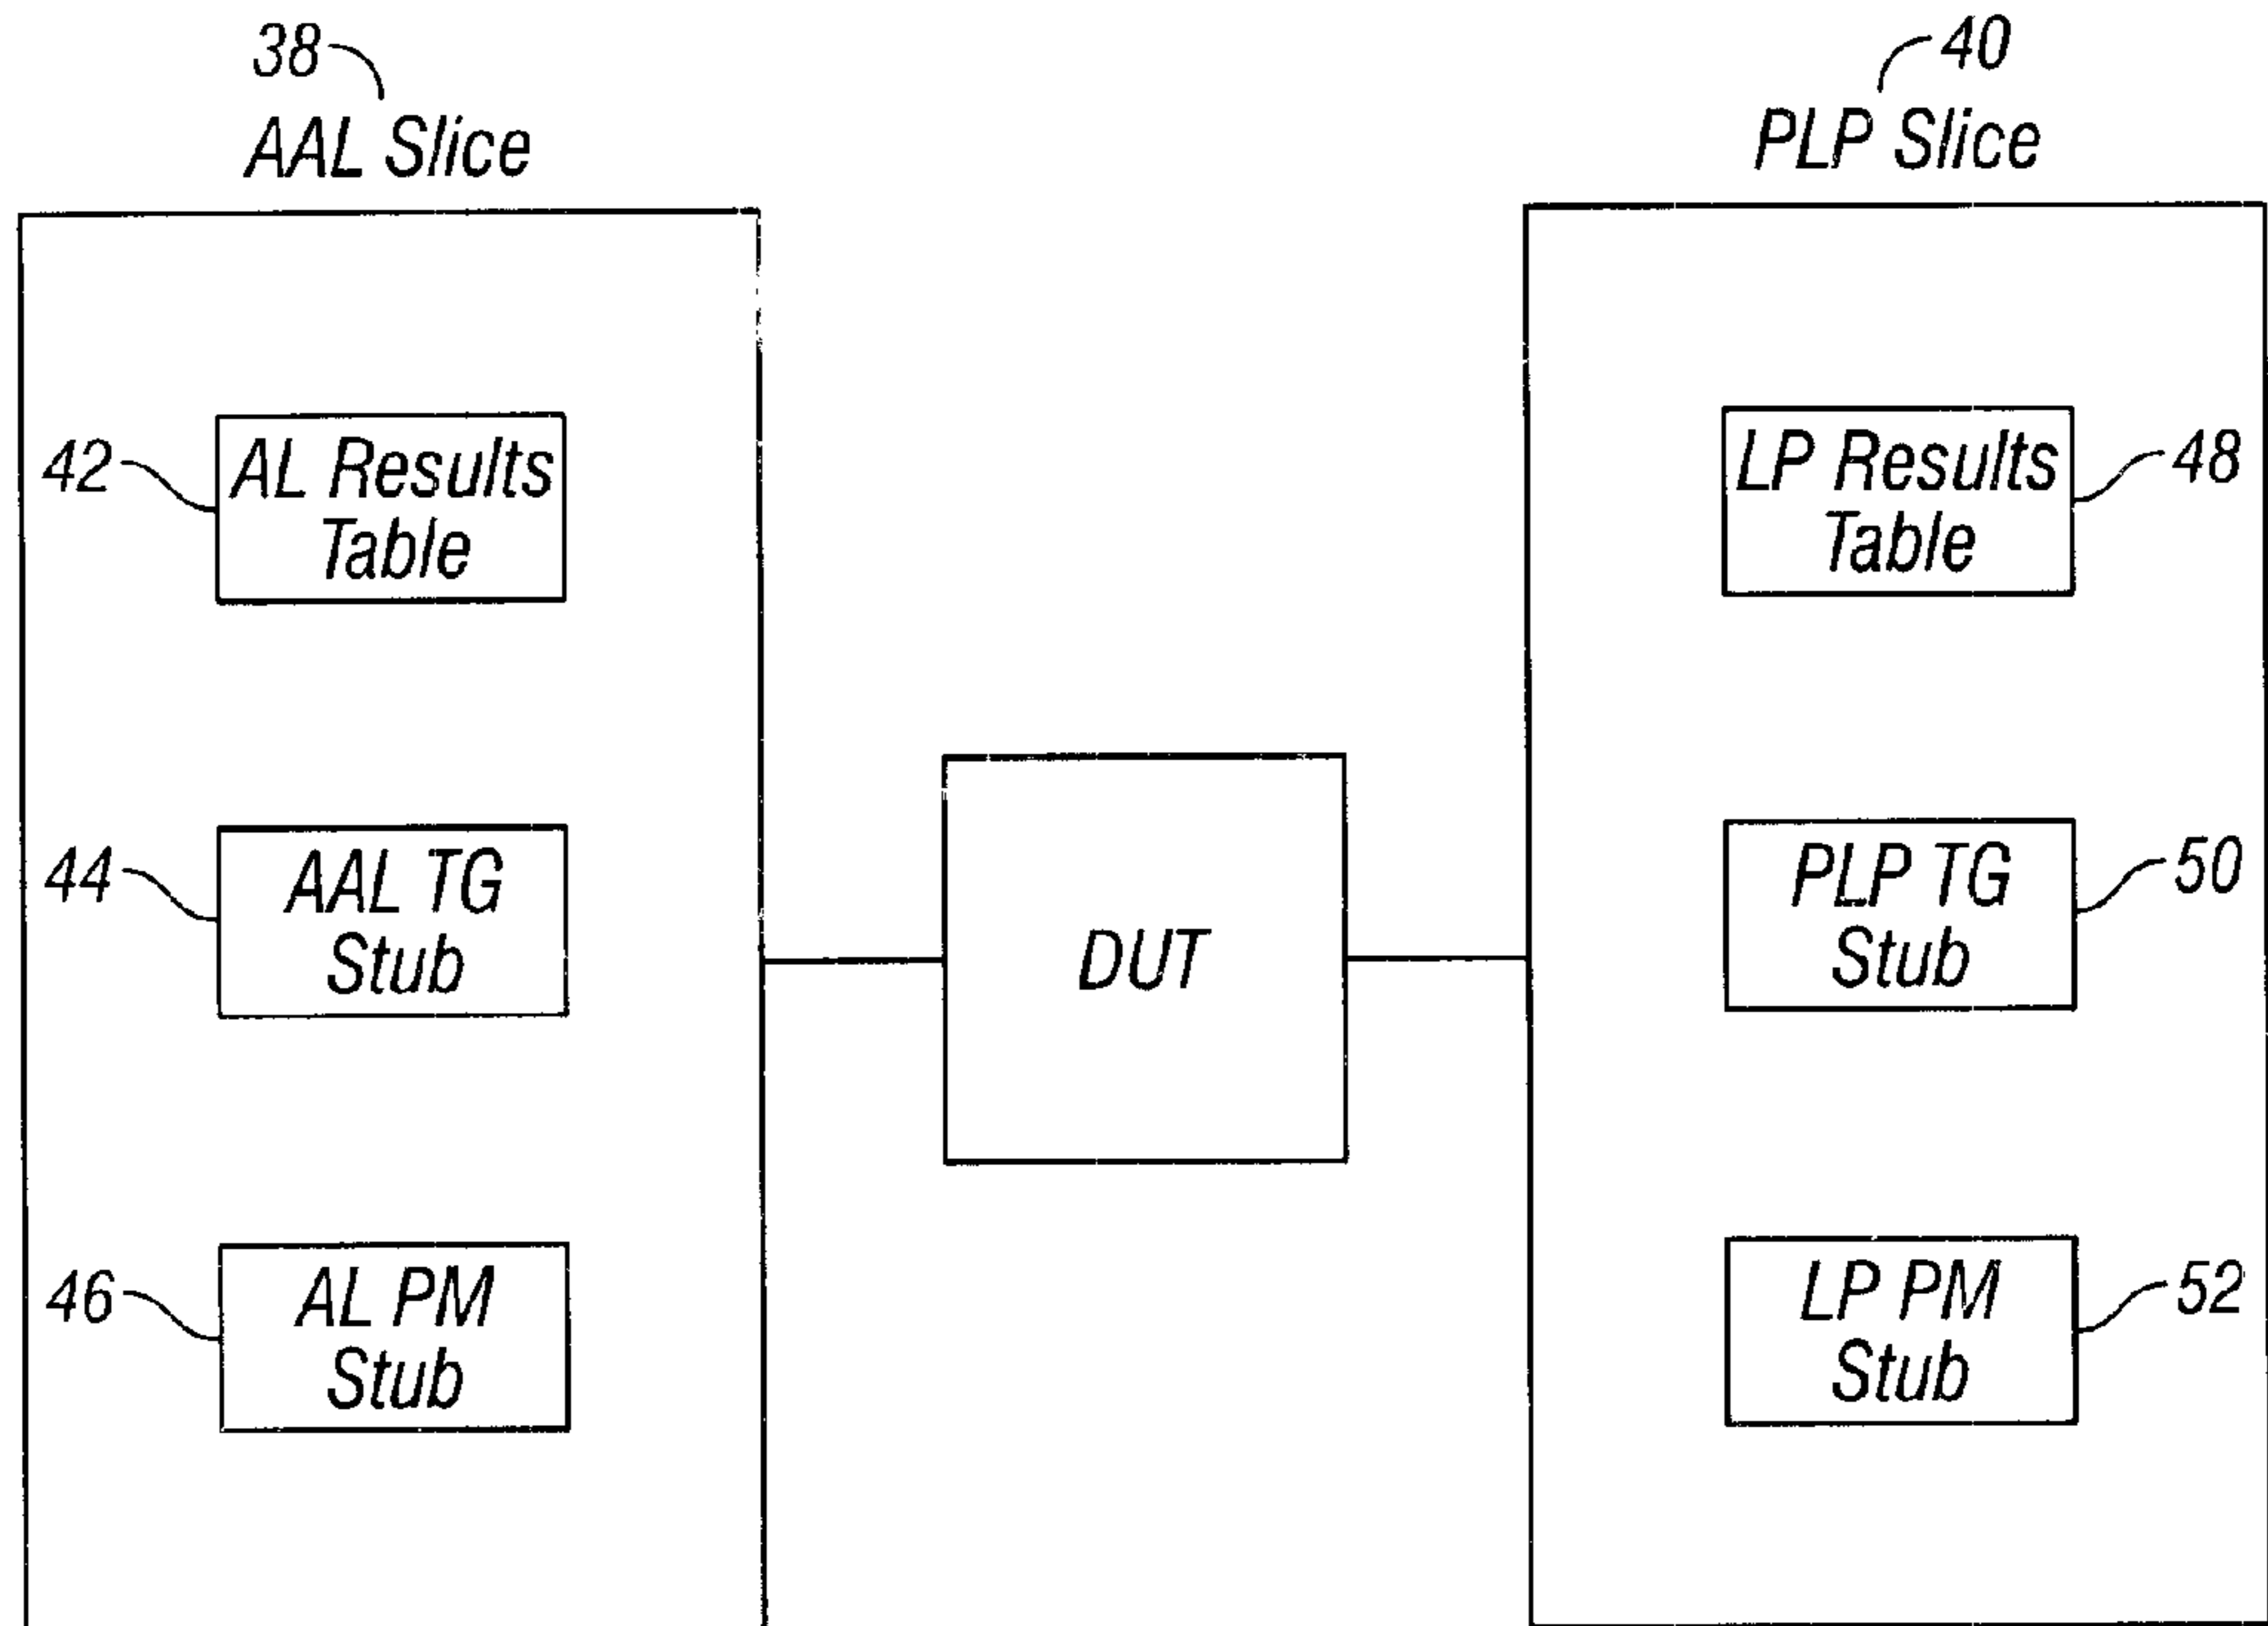 38
AAL Slice
42
AL Results
Table
44
AAL TG
Stub
46
AL PM
Stub
DUT
40
PLP Slice
LP Results
Table
48
PLP TG
Stub
50
LP PM
Stub
52